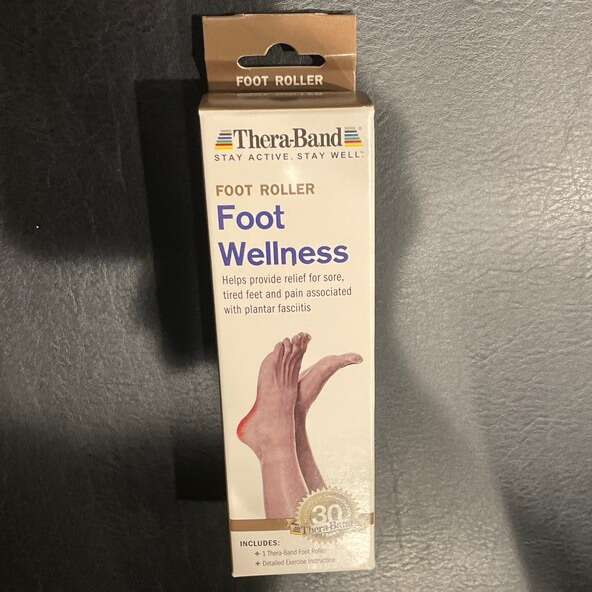 FOOT ROLLER
Thera-Band
STAY ACTIVE. STAY WELL
FOOT ROLLER
Foot
Wellness
Helps provide relief for sore,
tired feet and pain associated
with plantar fasciitis
30
Thera-Band
INCLUDES:
+ 1 Thera-Band Foot Roller
+ Detailed Exercise Instruction